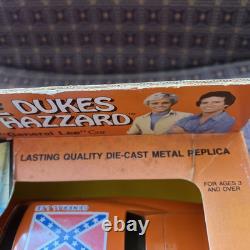 DUKES
HAZZARD
"General Lee" Car
LASTING QUALITY DIE-CAST METAL REPLICA
FOR AGES 3
AND OVER